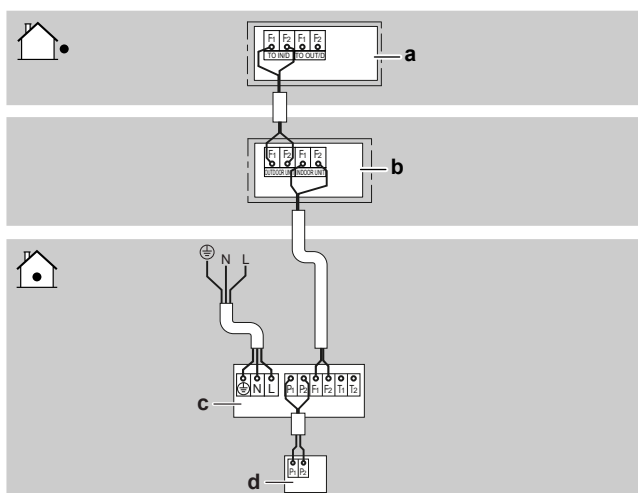 F1 F2 F1 F2
TO IN/D TO OUT/D
a
F1 F2 F1 F2
OUTDOOR UNIT INDOOR UNIT
b
N L
N L P1 P2 F1 F2 T1 T2
c
P1 P2
d